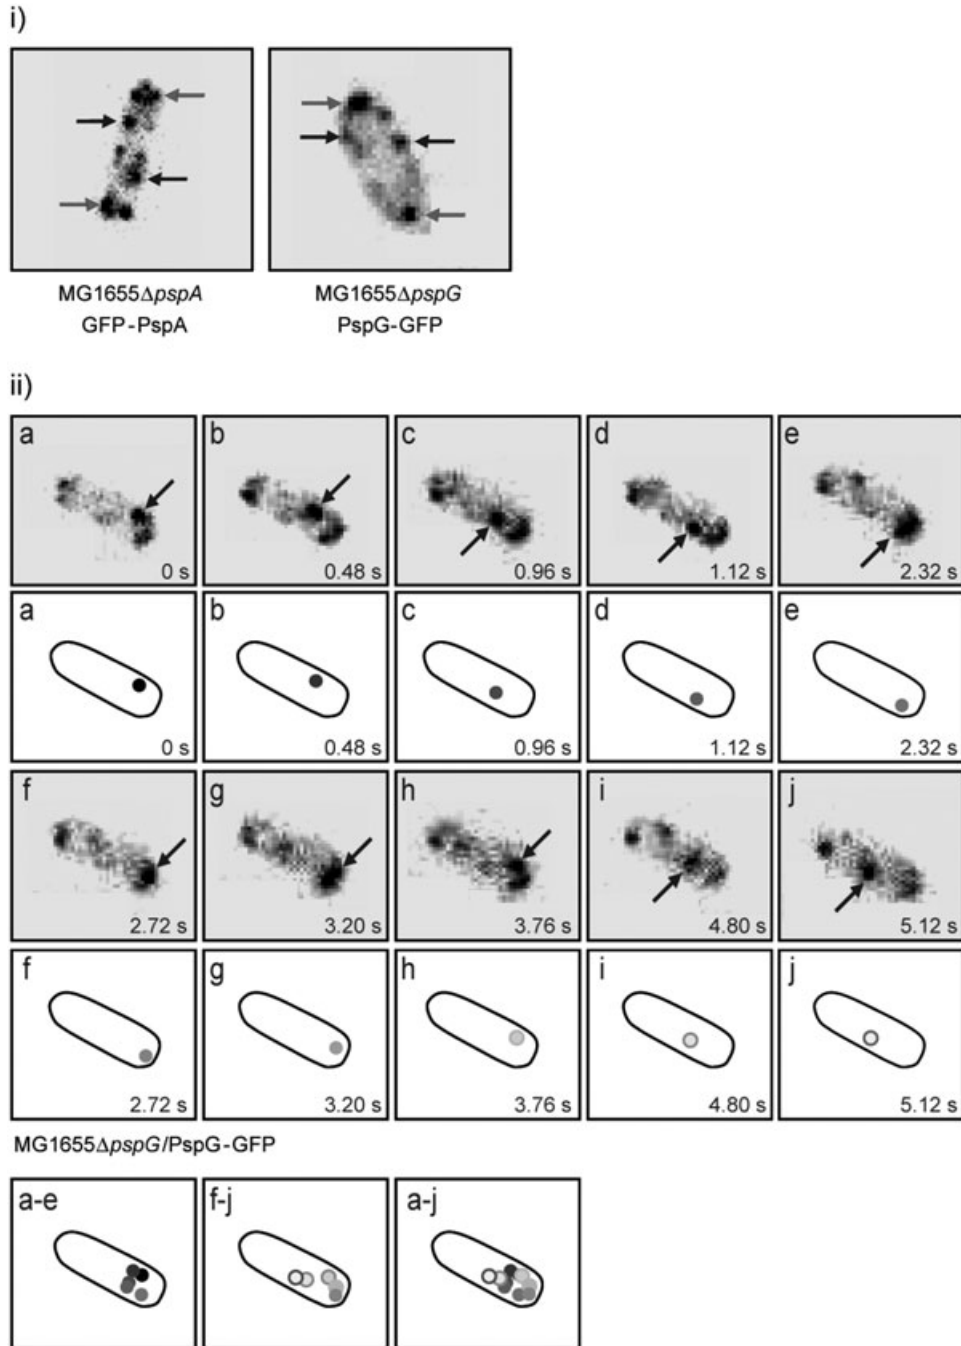 i)
MG1655ΔpspA MG1655ΔpspG
GFP-PspA PspG-GFP
ii)
a b c d e
0 s 0.48 s 0.96 s 1.12 s 2.32 s
a b c d e
0 s 0.48 s 0.96 s 1.12 s 2.32 s
f g h i j
2.72 s 3.20 s 3.76 s 4.80 s 5.12 s
f g h i j
2.72 s 3.20 s 3.76 s 4.80 s 5.12 s
MG1655ΔpspG/PspG-GFP
a-e f-j a-j